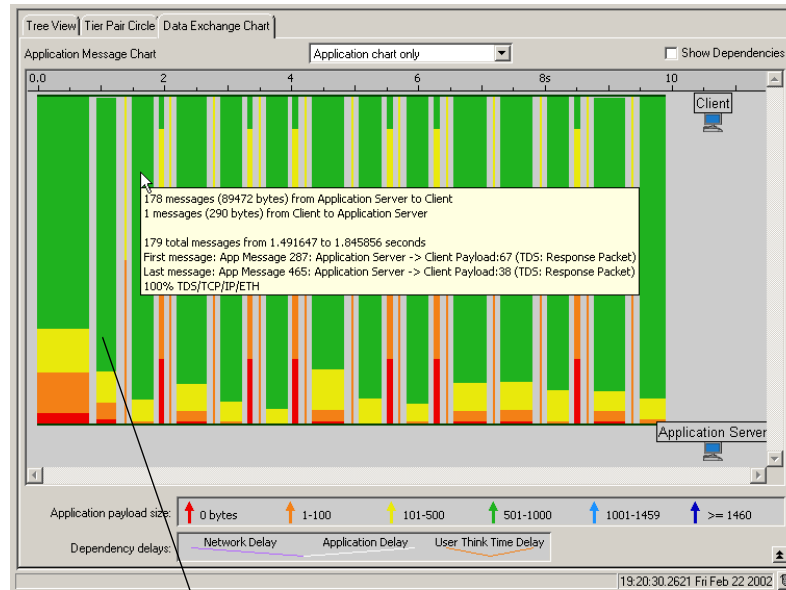 Tree View Tier Pair Circle Data Exchange Chart
Application Message Chart Application chart only Show Dependencies
0.0 2 4 6 8s 10
Client
178 messages (89472 bytes) from Application Server to Client
1 messages (290 bytes) from Client to Application Server
179 total messages from 1.491647 to 1.845856 seconds
First message: App Message 287: Application Server -> Client Payload:67 (TDS: Response Packet)
Last message: App Message 465: Application Server -> Client Payload:38 (TDS: Response Packet)
100% TDS/TCP/IP/ETH
Application Server
Application payload size: 0 bytes 1-100 101-500 501-1000 1001-1459 >= 1460
Dependency delays: Network Delay Application Delay User Think Time Delay
19:20:30.2621 Fri Feb 22 2002